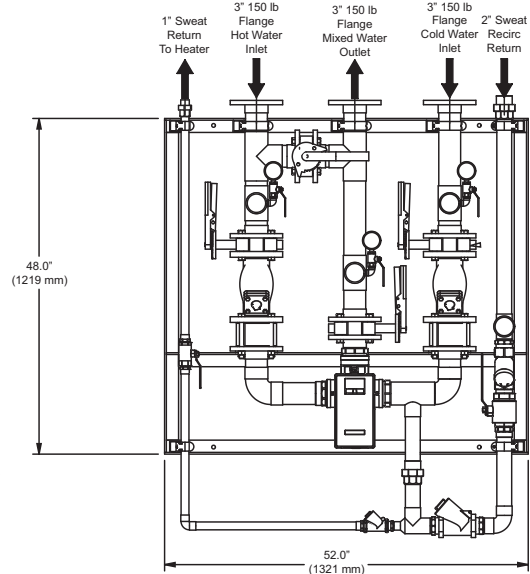 1" Sweat
Return
To Heater
3" 150 lb
Flange
Hot Water
Inlet
3" 150 lb
Flange
Mixed Water
Outlet
3" 150 lb
Flange
Cold Water
Inlet
2" Sweat
Recirc
Return
48.0"
(1219 mm)
52.0"
(1321 mm)